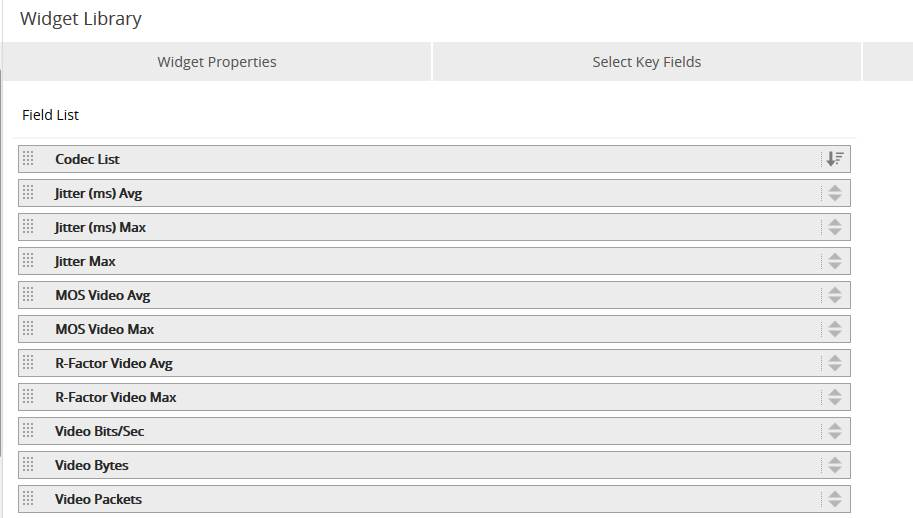 Widget Library
Widget Properties
Select Key Fields
Field List
Codec List
Jitter (ms) Avg
Jitter (ms) Max
Jitter Max
MOS Video Avg
MOS Video Max
R-Factor Video Avg
R-Factor Video Max
Video Bits/Sec
Video Bytes
Video Packets